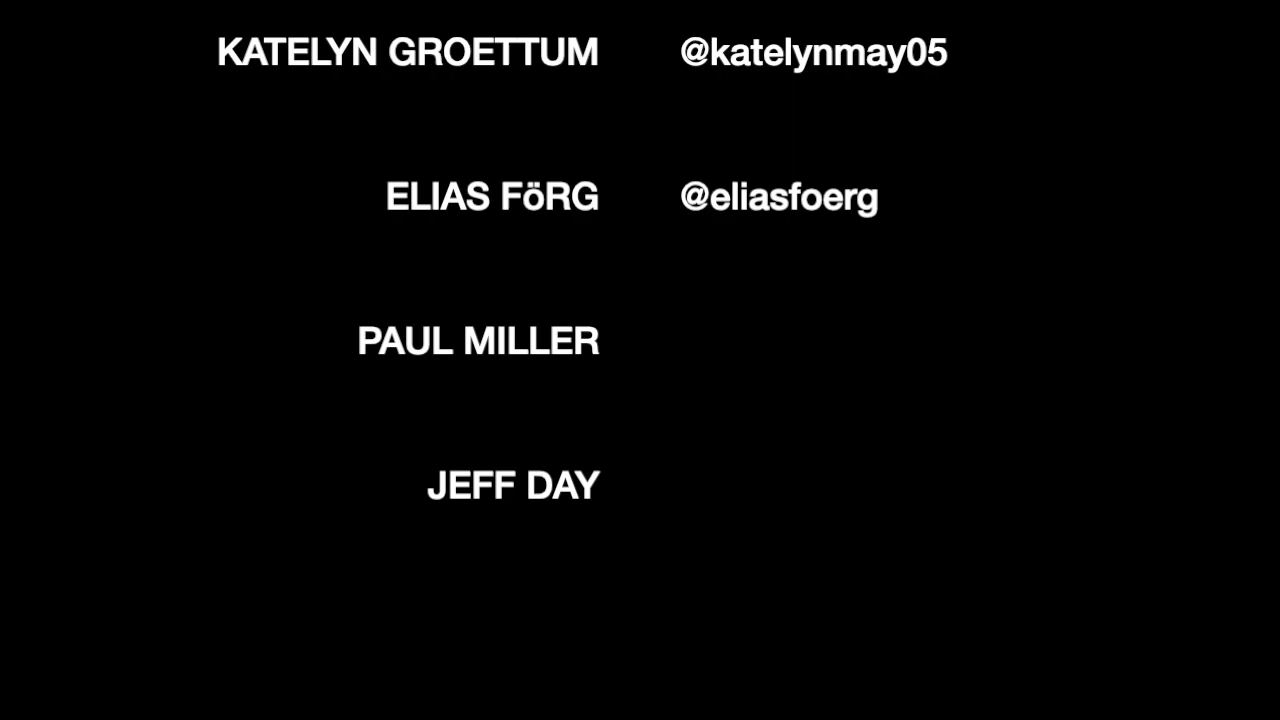 KATELYN GROETTUM @katelynmay05
ELIAS FöRG @eliasfoerg
PAUL MILLER
JEFF DAY